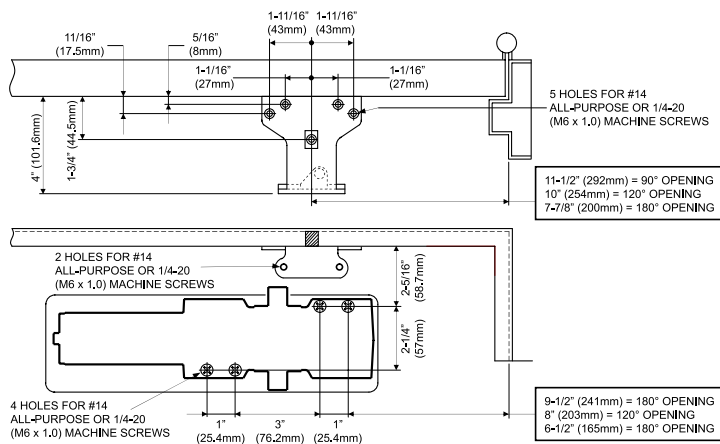 1-11/16" 1-11/16"
(43mm) (43mm)
11/16"
(17.5mm)
5/16"
(8mm)
1-1/16"
(27mm)
1-1/16"
(27mm)
5 HOLES FOR #14
ALL-PURPOSE OR 1/4-20
(M6 x 1.0) MACHINE SCREWS
4" (101.6mm)
1-3/4" (44.5mm)
11-1/2" (292mm) = 90° OPENING
10" (254mm) = 120° OPENING
7-7/8" (200mm) = 180° OPENING
2 HOLES FOR #14
ALL-PURPOSE OR 1/4-20
(M6 x 1.0) MACHINE SCREWS
2-5/16"
(58.7mm)
2-1/4"
(57mm)
4 HOLES FOR #14
ALL-PURPOSE OR 1/4-20
(M6 x 1.0) MACHINE SCREWS
1"
(25.4mm)
3"
(76.2mm)
1"
(25.4mm)
9-1/2" (241mm) = 180° OPENING
8" (203mm) = 120° OPENING
6-1/2" (165mm) = 180° OPENING